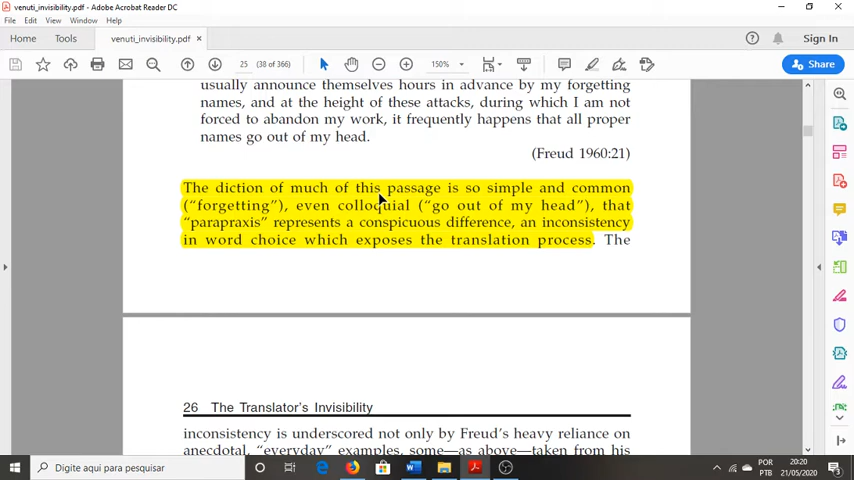 venuti_invisibility.pdf - Adobe Acrobat Reader DC
File Edit View Window Help
Home Tools venuti_invisibility.pdf × Sign In
25 (38 of 366) 150% Share
usually announce themselves hours in advance by my forgetting
names, and at the height of these attacks, during which I am not
forced to abandon my work, it frequently happens that all proper
names go out of my head.
(Freud 1960:21)
The diction of much of this passage is so simple and common
(“forgetting”), even colloquial (“go out of my head”), that
“parapraxis” represents a conspicuous difference, an inconsistency
in word choice which exposes the translation process. The
26 The Translator's Invisibility
inconsistency is underscored not only by Freud's heavy reliance on
anecdotal, “everyday” examples, some—as above—taken from his
Digite aqui para pesquisar
POR 20:20
PTB 21/05/2020